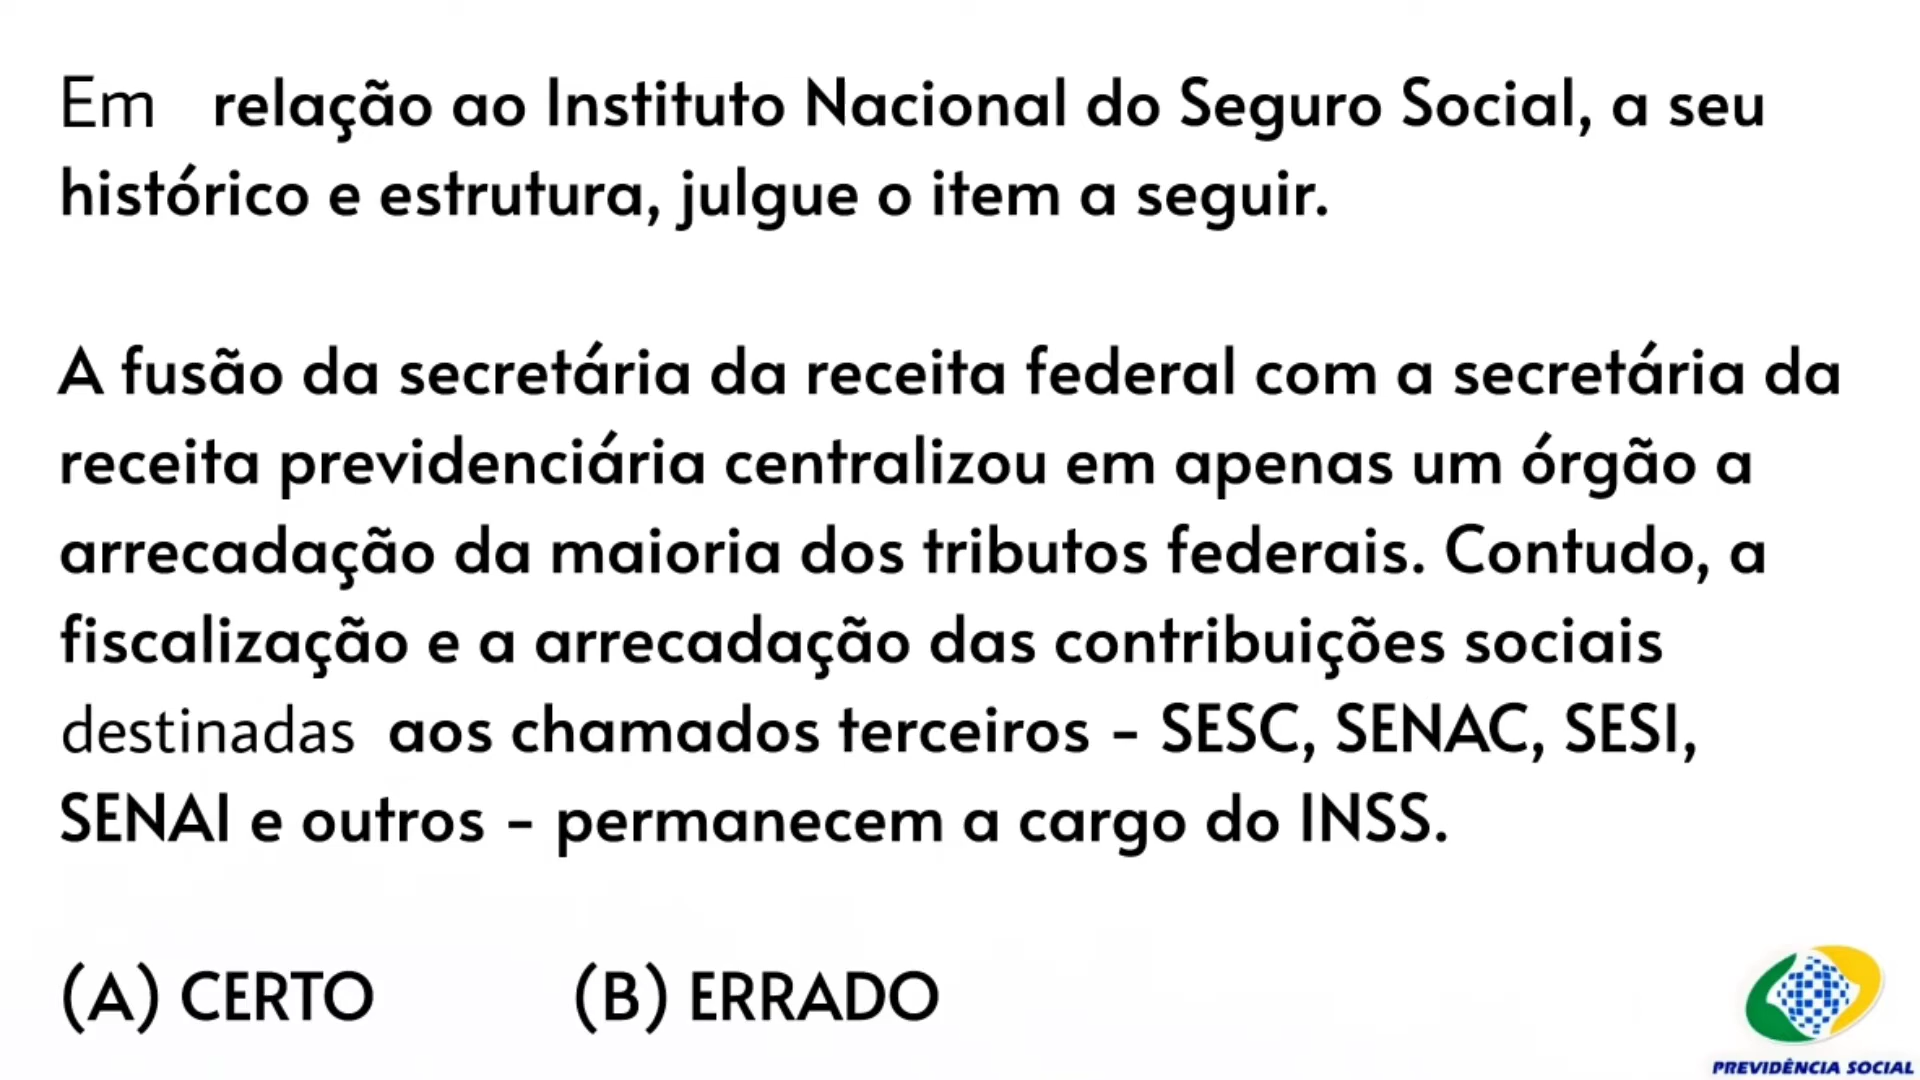 Em relação ao Instituto Nacional do Seguro Social, a seu
histórico e estrutura, julgue o item a seguir.
A fusão da secretária da receita federal com a secretária da
receita previdenciária centralizou em apenas um órgão a
arrecadação da maioria dos tributos federais. Contudo, a
fiscalização e a arrecadação das contribuições sociais
destinadas aos chamados terceiros - SESC, SENAC, SESI,
SENAI e outros - permanecem a cargo do INSS.
(A) CERTO (B) ERRADO
PREVIDÊNCIA SOCIAL